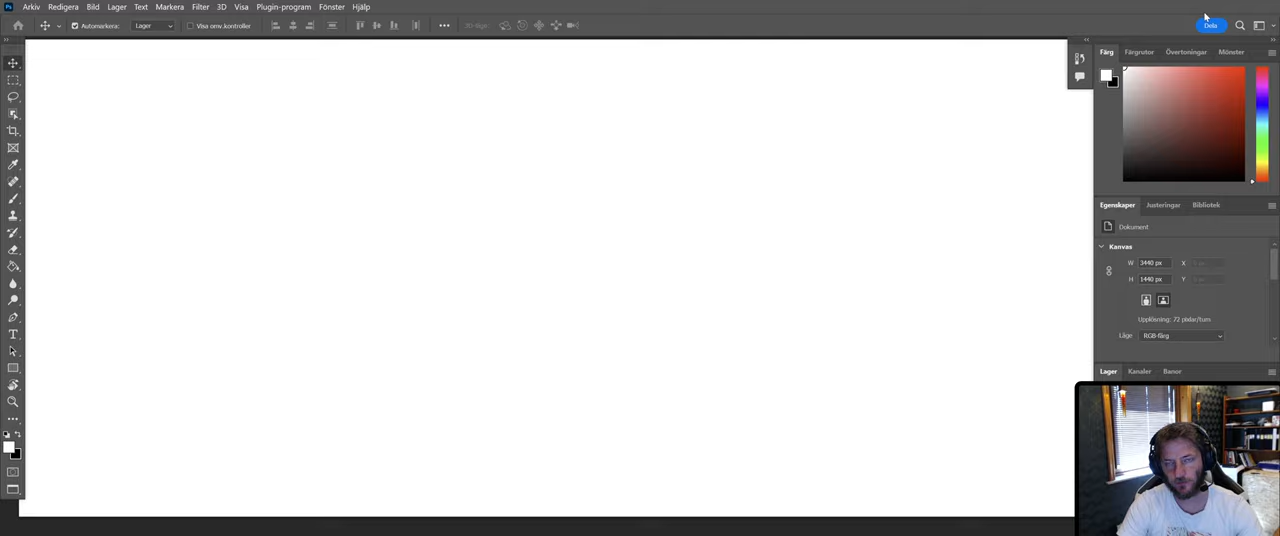 Ps Arkiv Redigera Bild Lager Text Markera Filter 3D Visa Plugin-program Fönster Hjälp
Automarkera: Lager Visa omv.kontroller Dela
Färg Färgrutor Övertoningar Mönster
Egenskaper Justeringar Bibliotek
Dokument
Kanvas
W 3440 px X
H 1440 px Y
Upplösning: 72 pixlar/tum
Läge RGB-färg
Lager Kanaler Banor